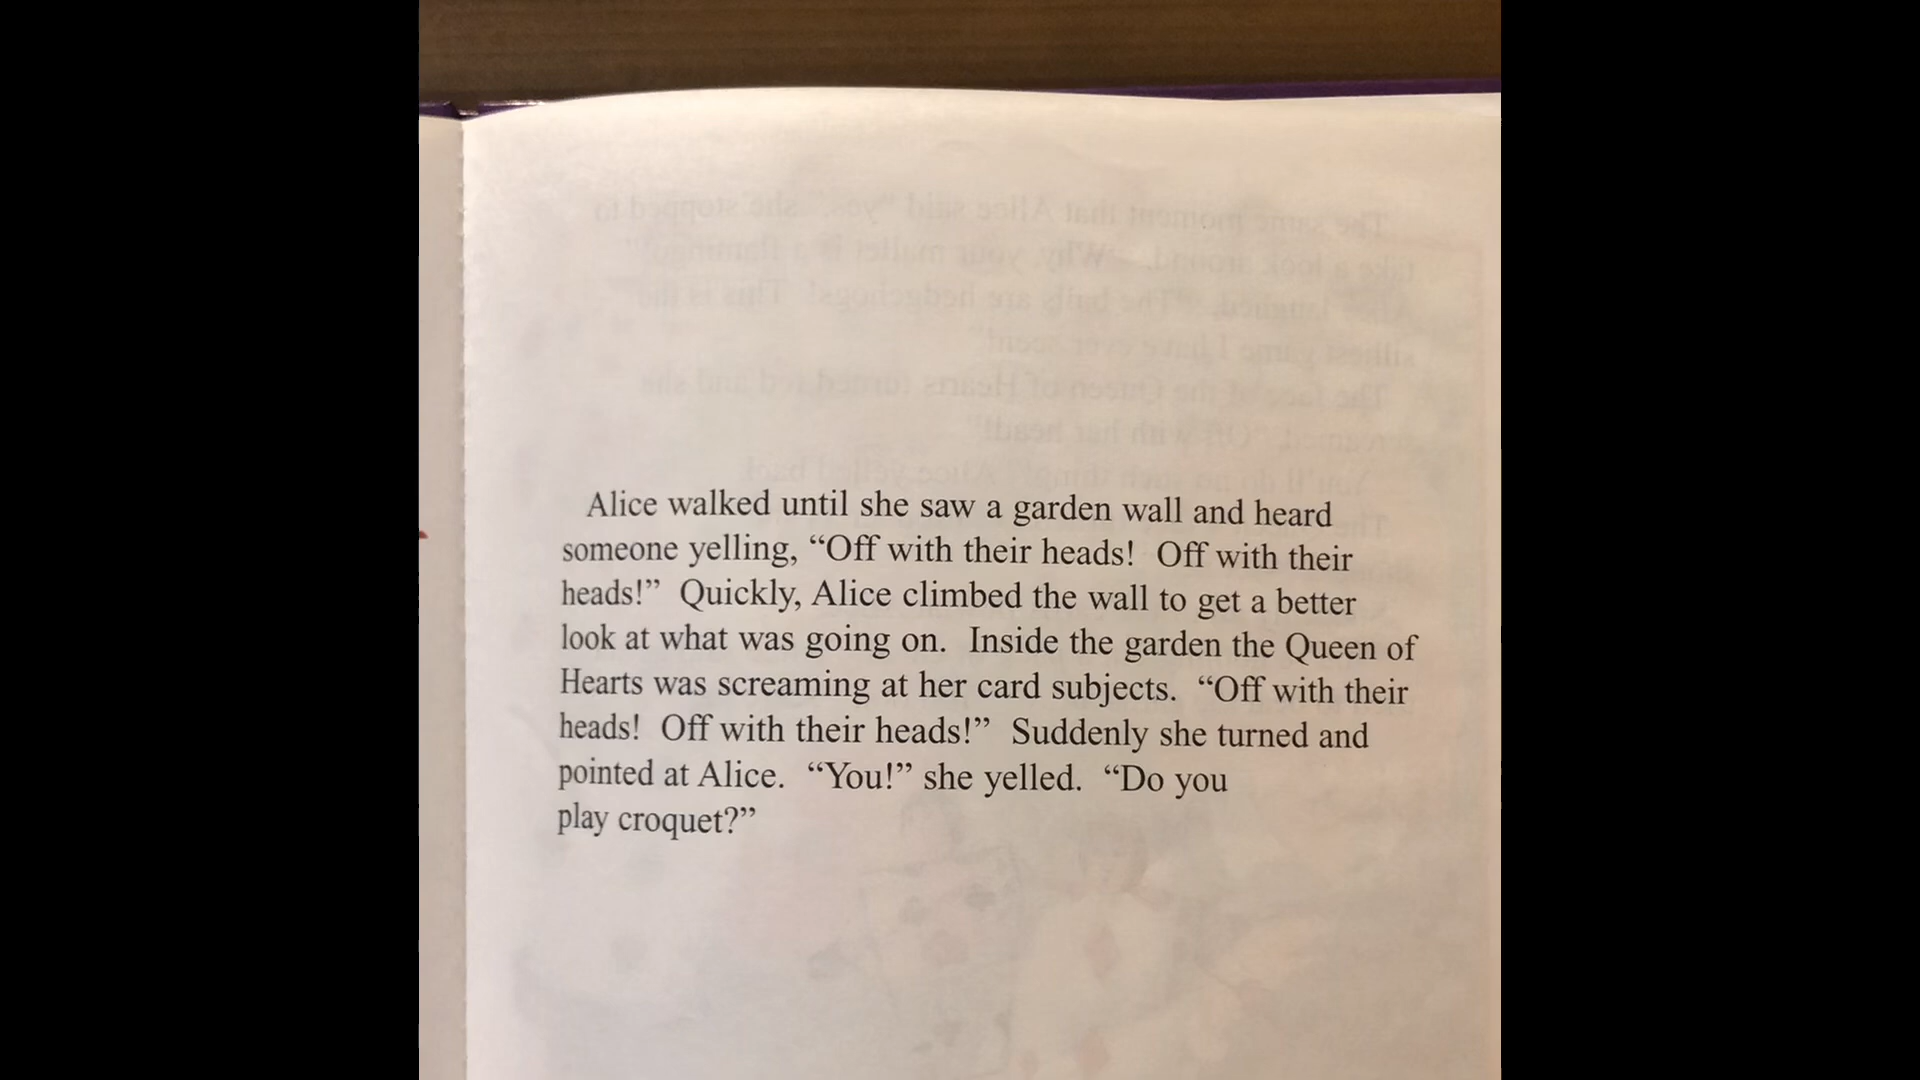 Alice walked until she saw a garden wall and heard
someone yelling, “Off with their heads!  Off with their
heads!”  Quickly, Alice climbed the wall to get a better
look at what was going on.  Inside the garden the Queen of
Hearts was screaming at her card subjects.  “Off with their
heads!  Off with their heads!”  Suddenly she turned and
pointed at Alice.  “You!” she yelled.  “Do you
play croquet?”